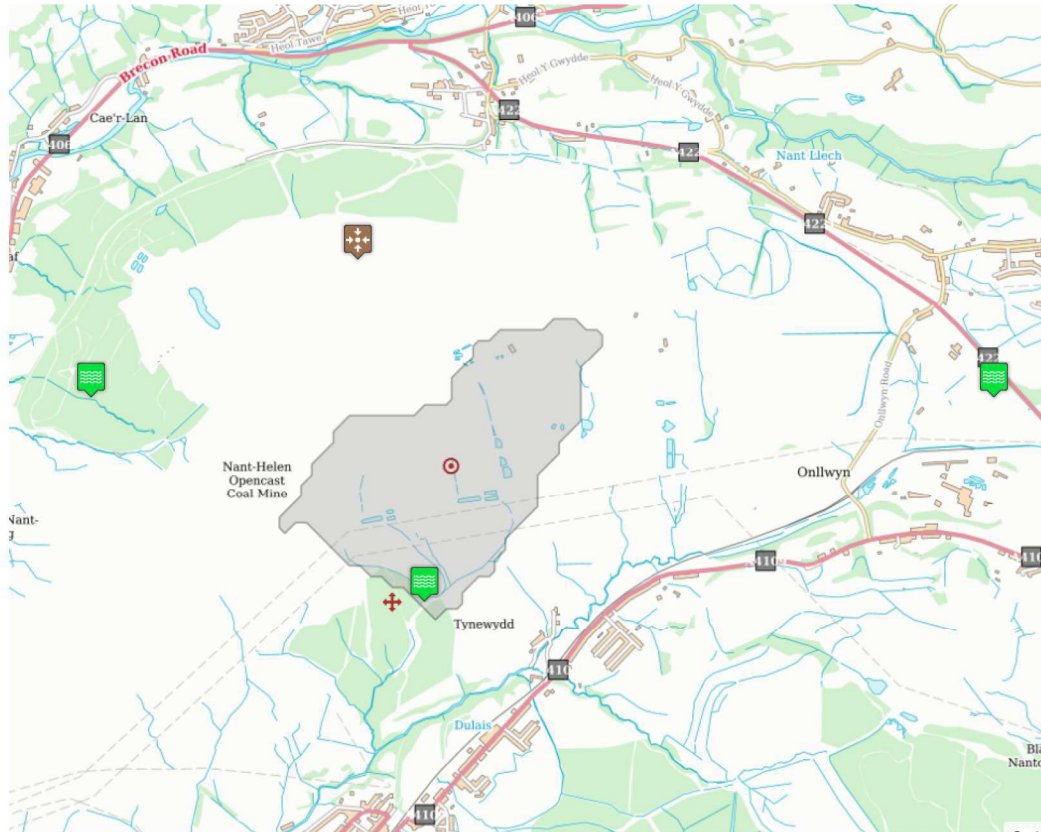 406
Heol Tawe
Brecon Road
Heol Y Gwydde
Heol Y Gwydde
422
Cae'r-Lan
406
422
Nant Llech
422
422
Onllwyn Road
Nant-Helen
Opencast
Coal Mine
Onllwyn
Nant-
410
410
Tynewydd
410
Dulais
410